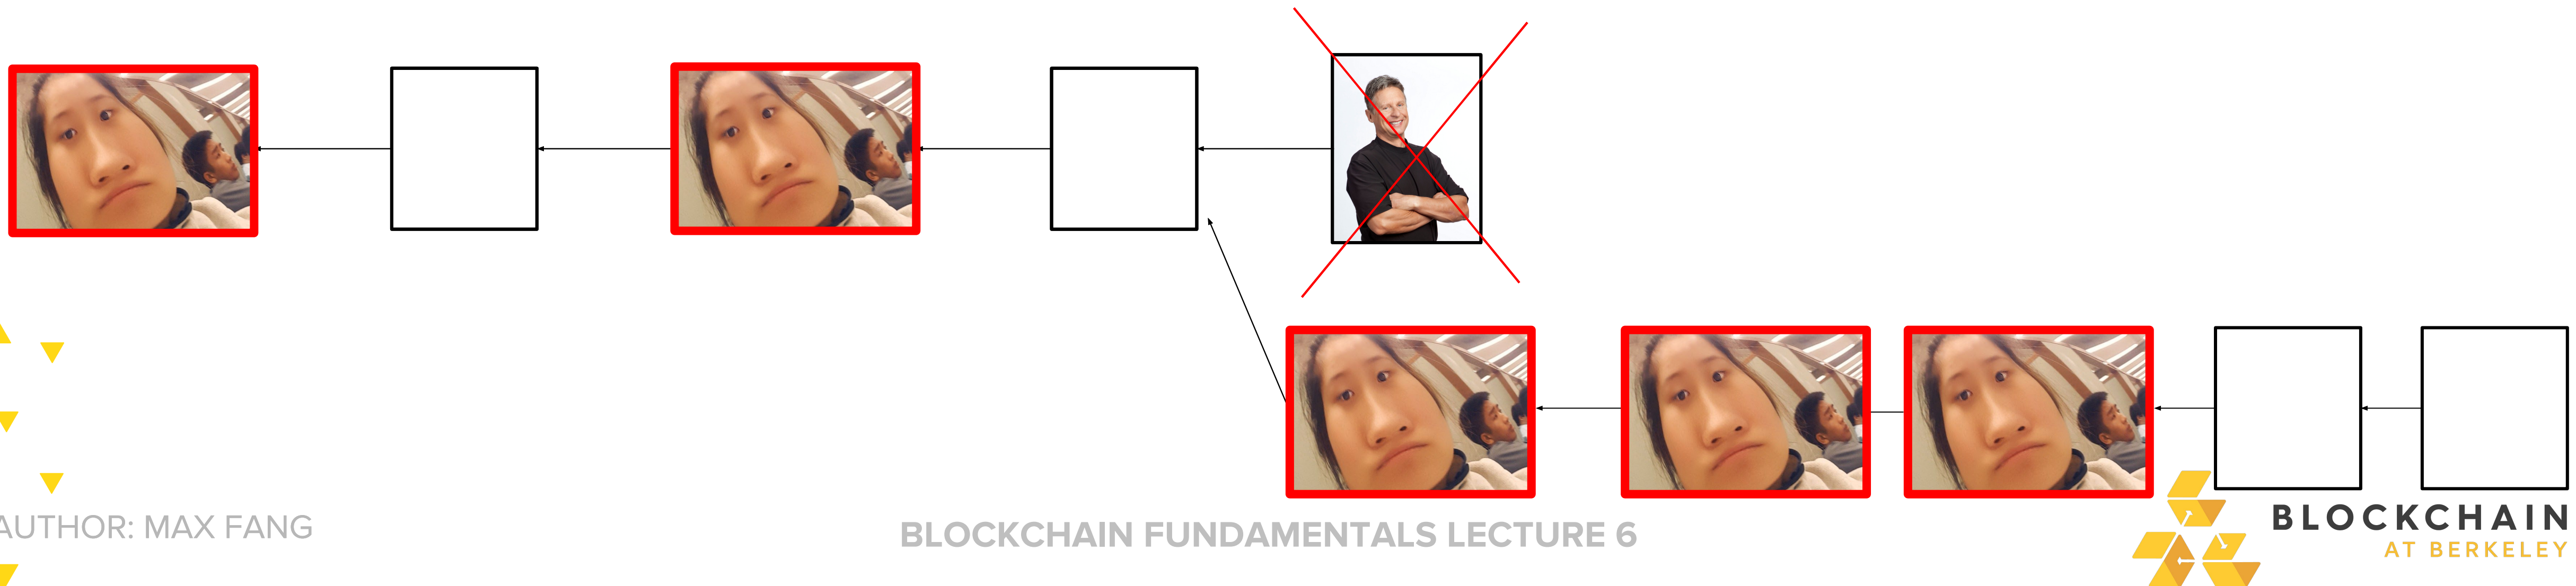 AUTHOR: MAX FANG
BLOCKCHAIN FUNDAMENTALS LECTURE 6
BLOCKCHAIN
AT BERKELEY